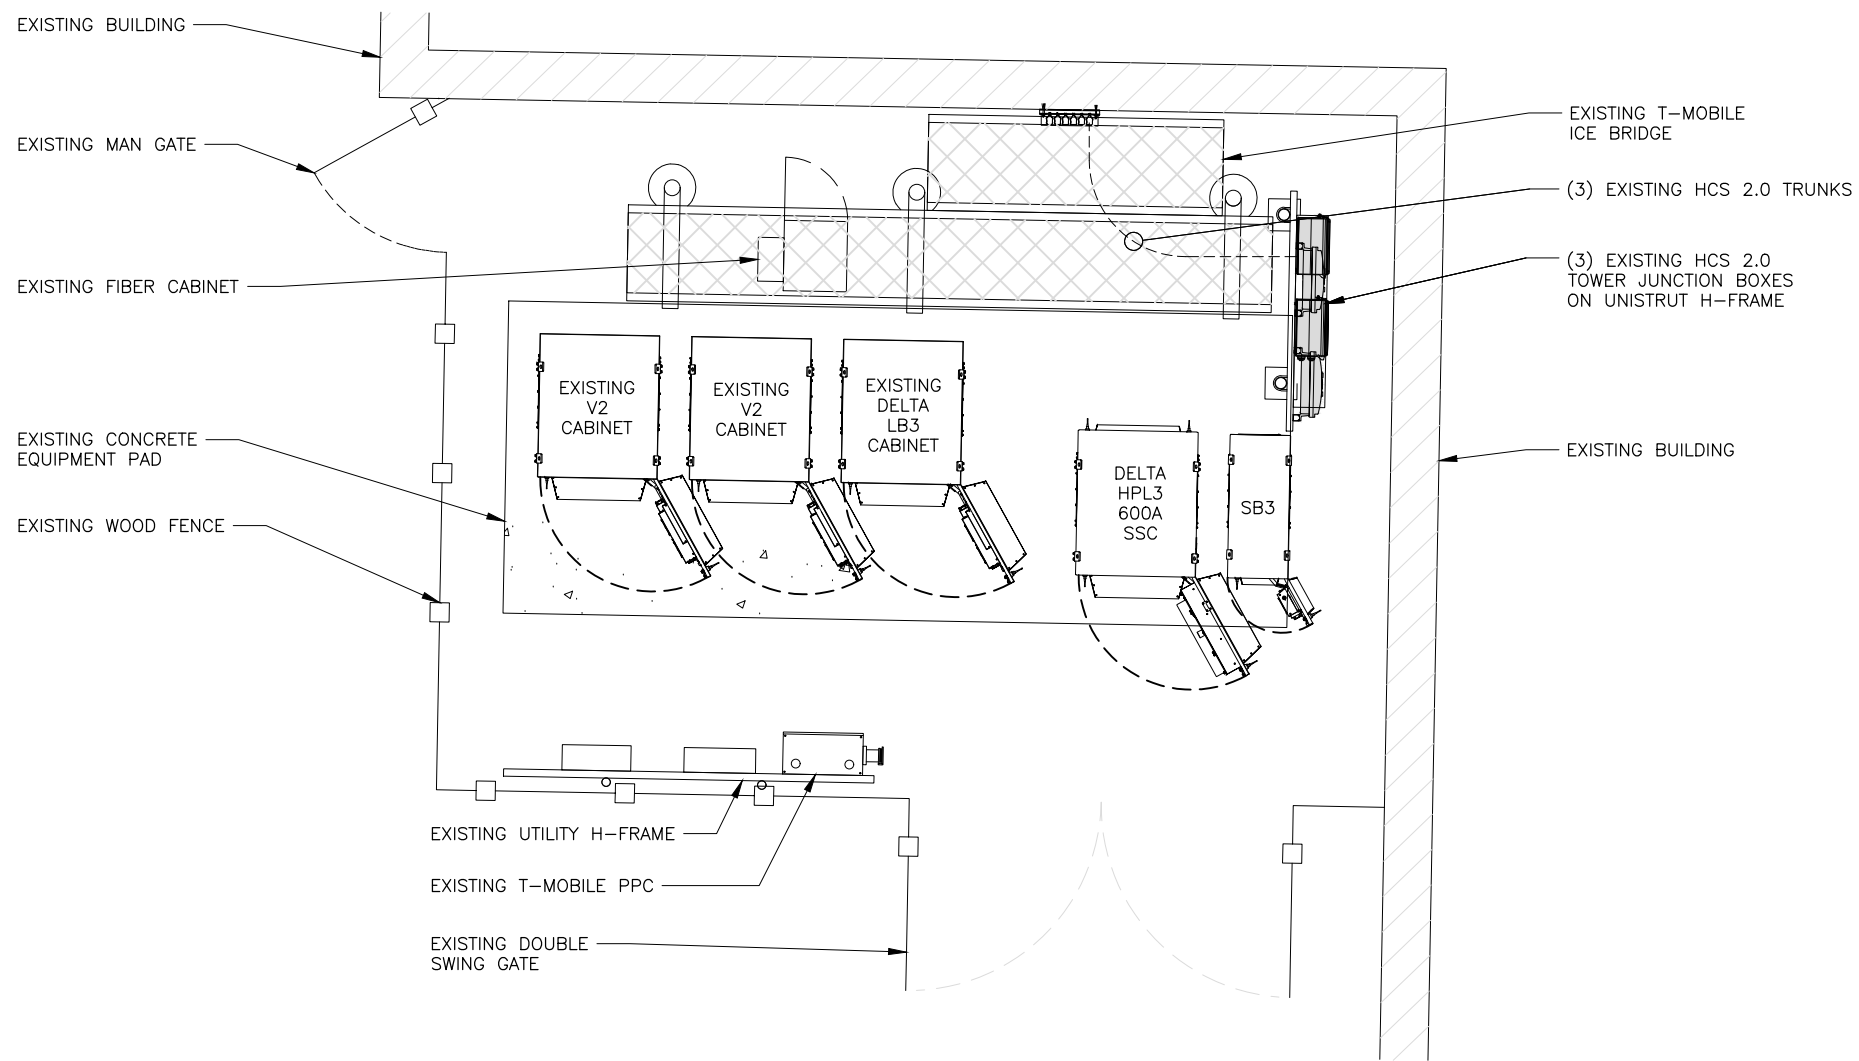 EXISTING BUILDING
EXISTING MAN GATE
EXISTING FIBER CABINET
EXISTING CONCRETE
EQUIPMENT PAD
EXISTING WOOD FENCE
EXISTING T-MOBILE
ICE BRIDGE
(3) EXISTING HCS 2.0 TRUNKS
(3) EXISTING HCS 2.0
TOWER JUNCTION BOXES
ON UNISTRUT H-FRAME
EXISTING BUILDING
EXISTING
V2
CABINET
EXISTING
V2
CABINET
EXISTING
DELTA
LB3
CABINET
DELTA
HPL3
600A
SSC
SB3
EXISTING UTILITY H-FRAME
EXISTING T-MOBILE PPC
EXISTING DOUBLE
SWING GATE